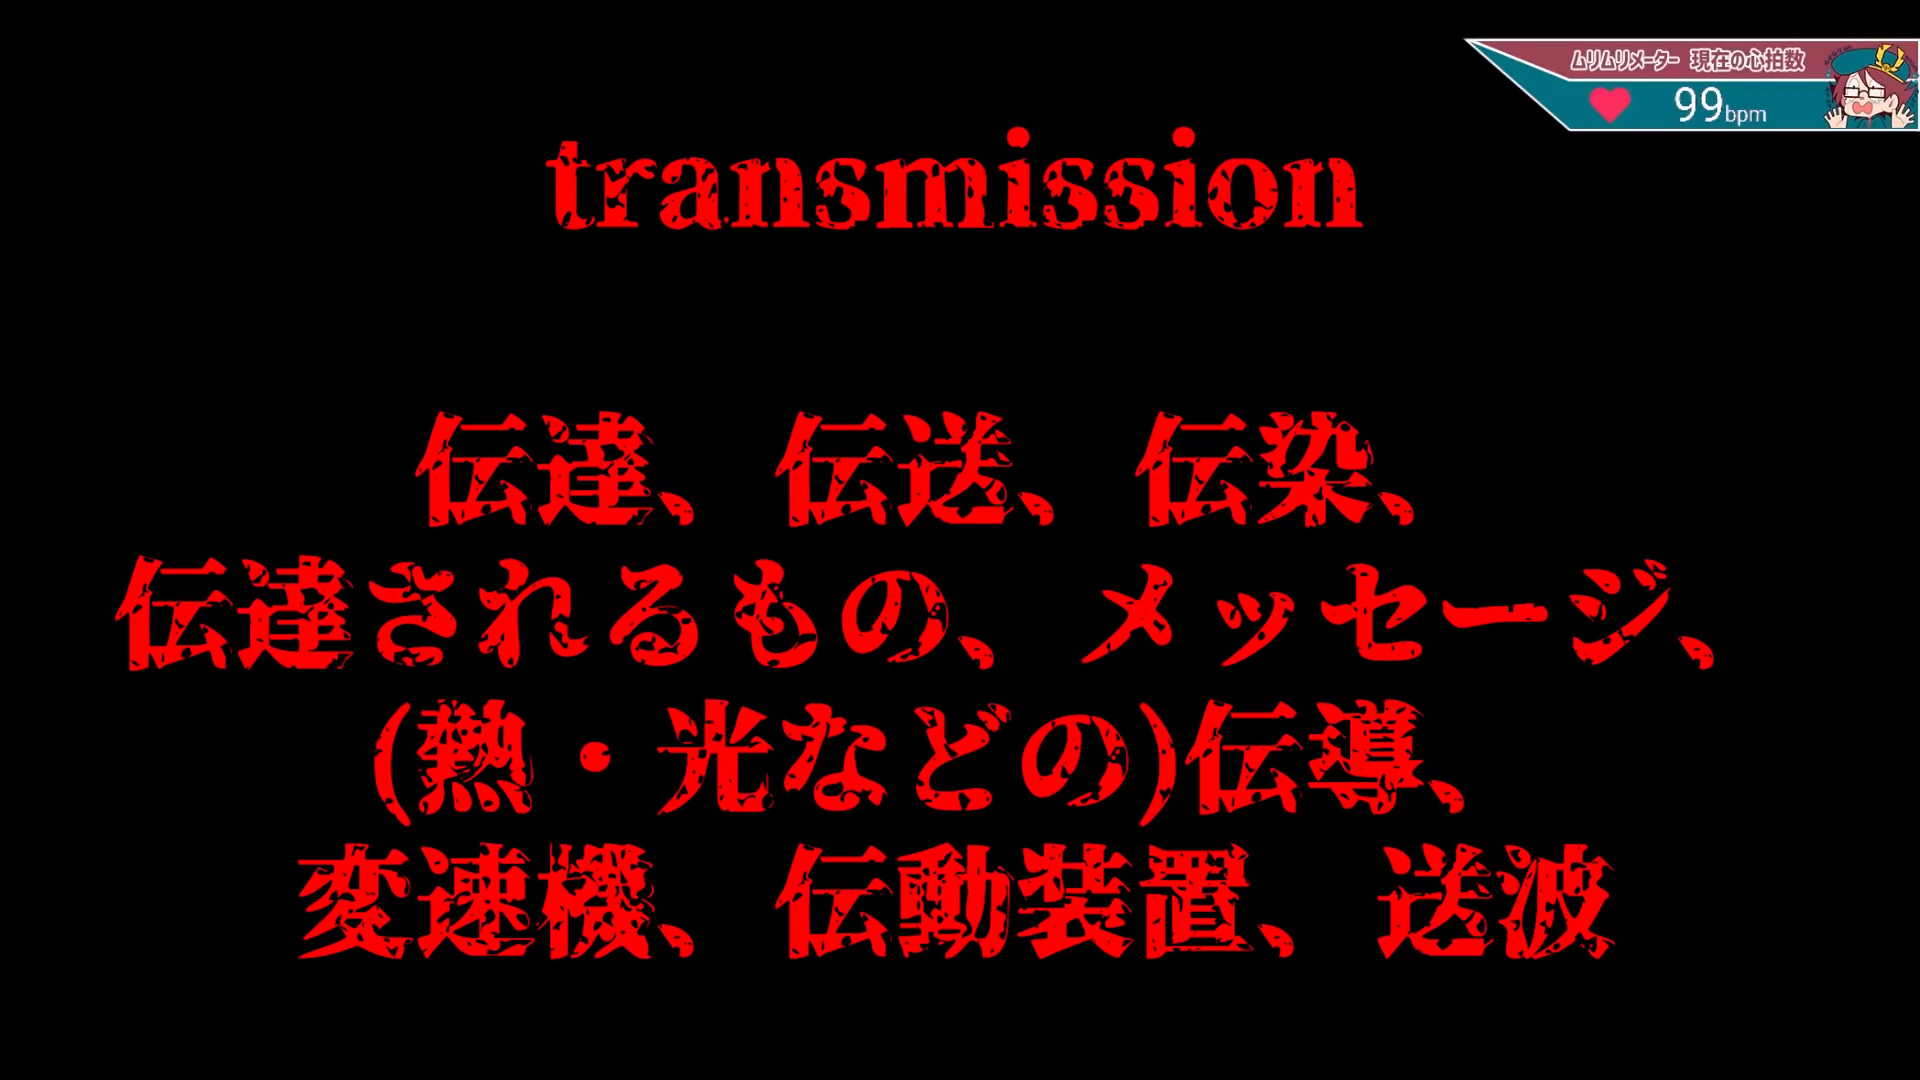 ムリムリメーター 現在の心拍数
99bpm
transmission
伝達、伝送、伝染、
伝達されるもの、メッセージ、
(熱・光などの)伝導、
変速機、伝動装置、送波